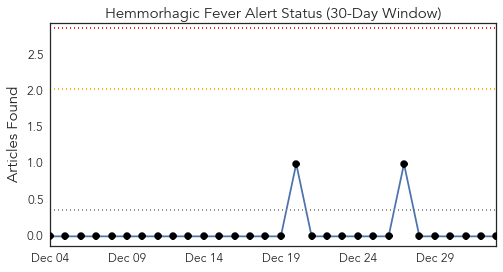 Hemmorhagic Fever Alert Status (30-Day Window)
Articles Found
2.5
2.0
1.5
1.0
0.5
0.0
Dec 04 Dec 09 Dec 14 Dec 19 Dec 24 Dec 29